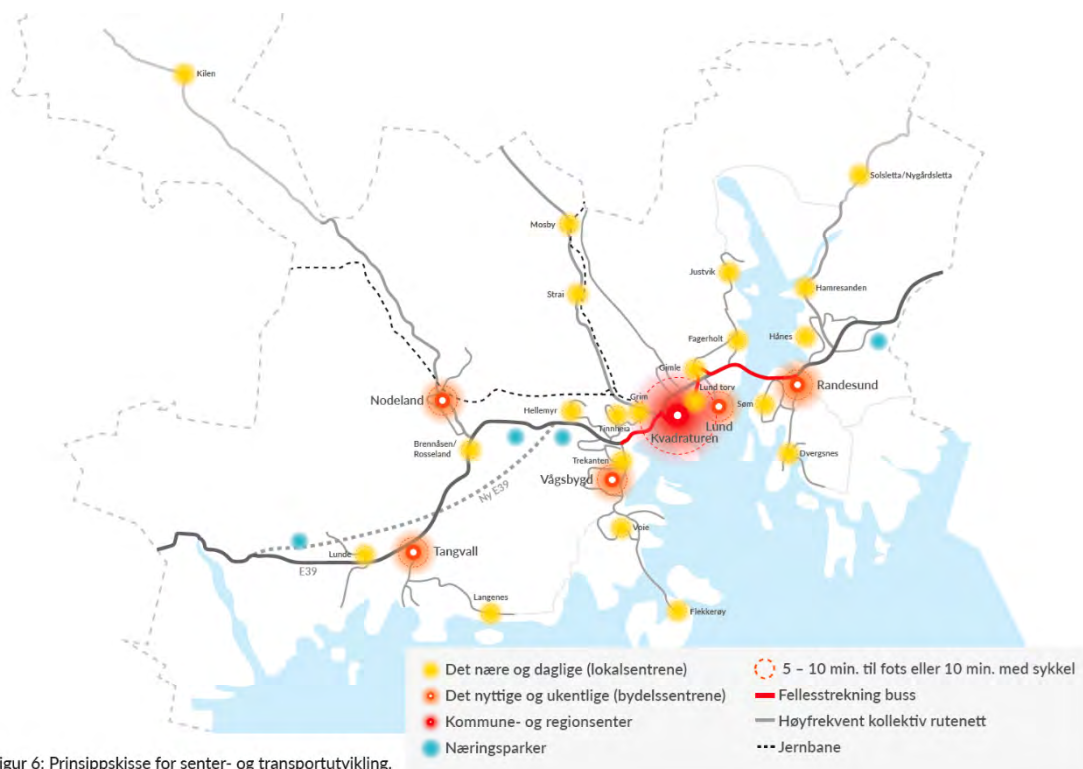 Kilen
Solsletta/Nygårdsletta
Mosby
Justvik
Strai
Hamresanden
Fagerholt
Hånes
Gimle
Randesund
Nodeland
Lund torv
Grim
Søm
Hellemyr
Lund
Tinnheia
Kvadraturen
Brennåsen/
Rosseland
Trekanten
Dvergsnes
Vågsbygd
Ny E39
Voie
Lunde
Tangvall
E39
Langenes
Flekkerøy
Det nære og daglige (lokalsentrene)
Det nyttige og ukentlige (bydelssentrene)
Kommune- og regionsenter
Næringsparker
5 – 10 min. til fots eller 10 min. med sykkel
Fellesstrekning buss
Høyfrekvent kollektiv rutenett
Jernbane
igur 6: Prinsippskisse for senter- og transportutvikling.